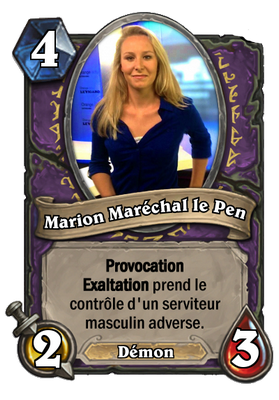 4
Marion Maréchal le Pen
Provocation
Exaltation prend le
contrôle d'un serviteur
masculin adverse.
2
Démon
3